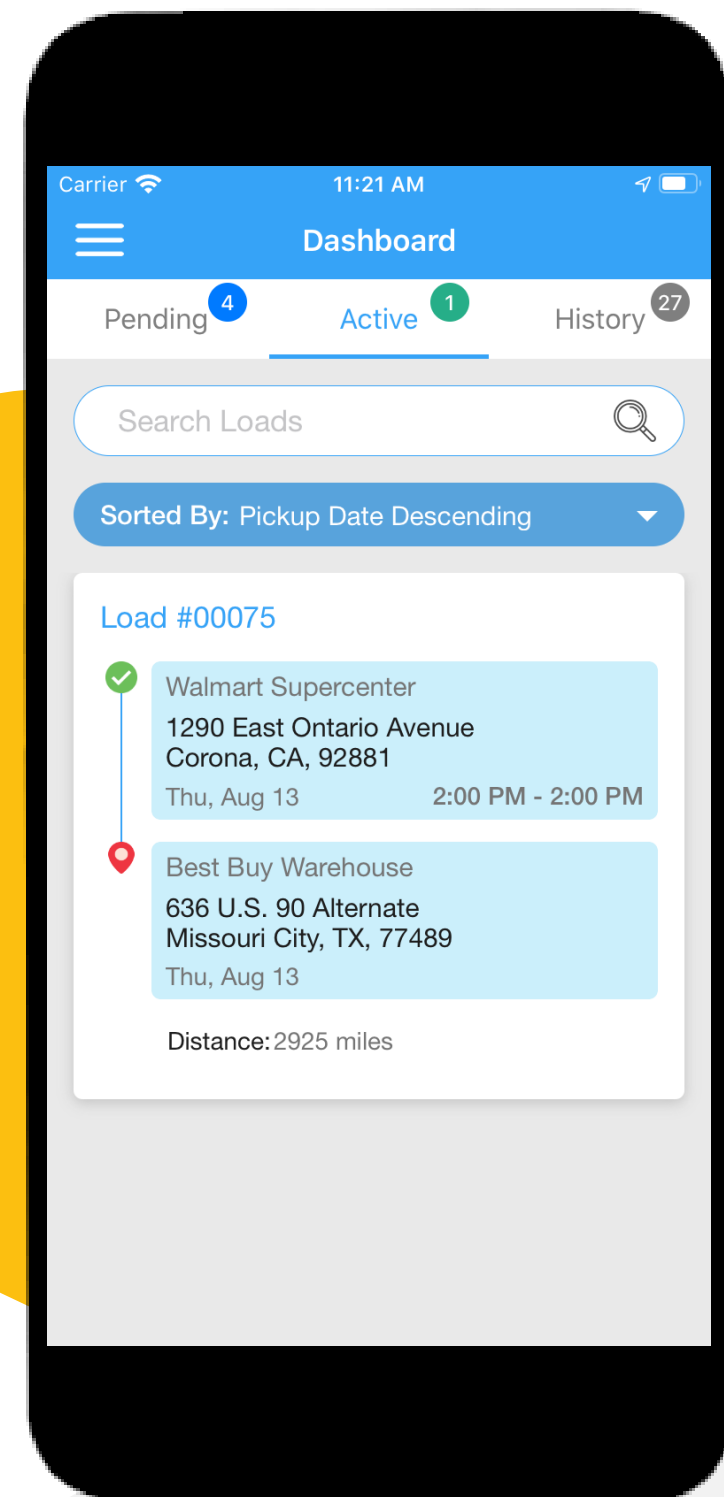 Carrier 11:21 AM
Dashboard
Pending 4 Active 1 History 27
Search Loads
Sorted By: Pickup Date Descending
Load #00075
Walmart Supercenter
1290 East Ontario Avenue
Corona, CA, 92881
Thu, Aug 13 2:00 PM - 2:00 PM
Best Buy Warehouse
636 U.S. 90 Alternate
Missouri City, TX, 77489
Thu, Aug 13
Distance: 2925 miles